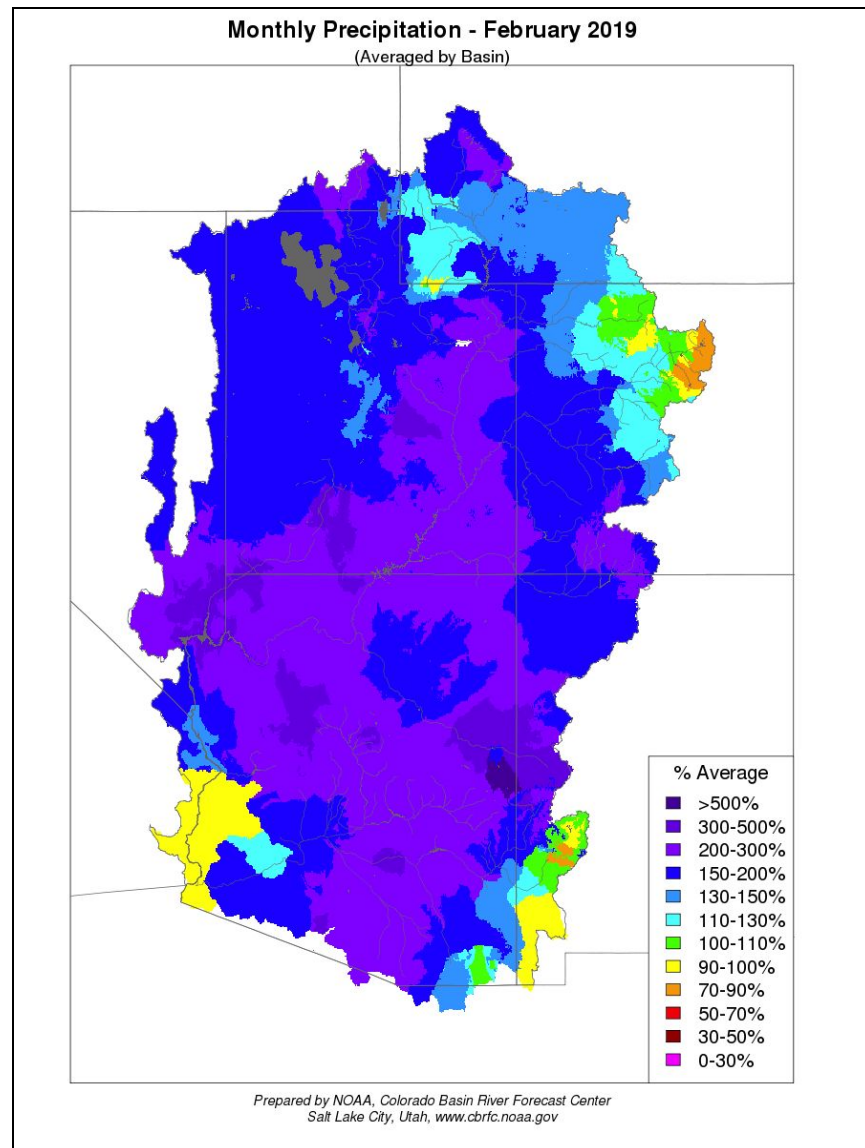 Monthly Precipitation - February 2019
(Averaged by Basin)
% Average
>500%
300-500%
200-300%
150-200%
130-150%
110-130%
100-110%
90-100%
70-90%
50-70%
30-50%
0-30%
Prepared by NOAA, Colorado Basin River Forecast Center
Salt Lake City, Utah, www.cbrfc.noaa.gov